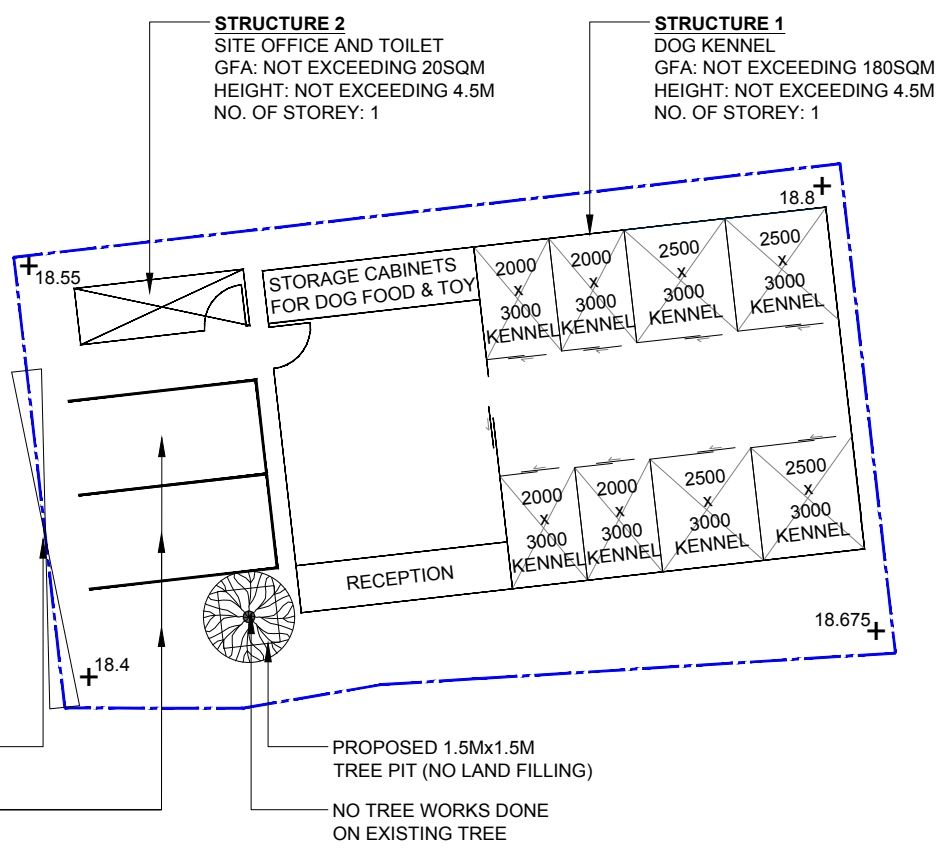 STRUCTURE 2
SITE OFFICE AND TOILET
GFA: NOT EXCEEDING 20SQM
HEIGHT: NOT EXCEEDING 4.5M
NO. OF STOREY: 1
STRUCTURE 1
DOG KENNEL
GFA: NOT EXCEEDING 180SQM
HEIGHT: NOT EXCEEDING 4.5M
NO. OF STOREY: 1
18.8
18.55
STORAGE CABINETS
FOR DOG FOOD & TOY
2000
x
3000
KENNEL
2000
x
3000
KENNEL
2500
x
3000
KENNEL
2500
x
3000
KENNEL
2000
x
3000
KENNEL
2000
x
3000
KENNEL
2500
x
3000
KENNEL
2500
x
3000
KENNEL
RECEPTION
18.675
18.4
PROPOSED 1.5Mx1.5M
TREE PIT (NO LAND FILLING)
NO TREE WORKS DONE
ON EXISTING TREE